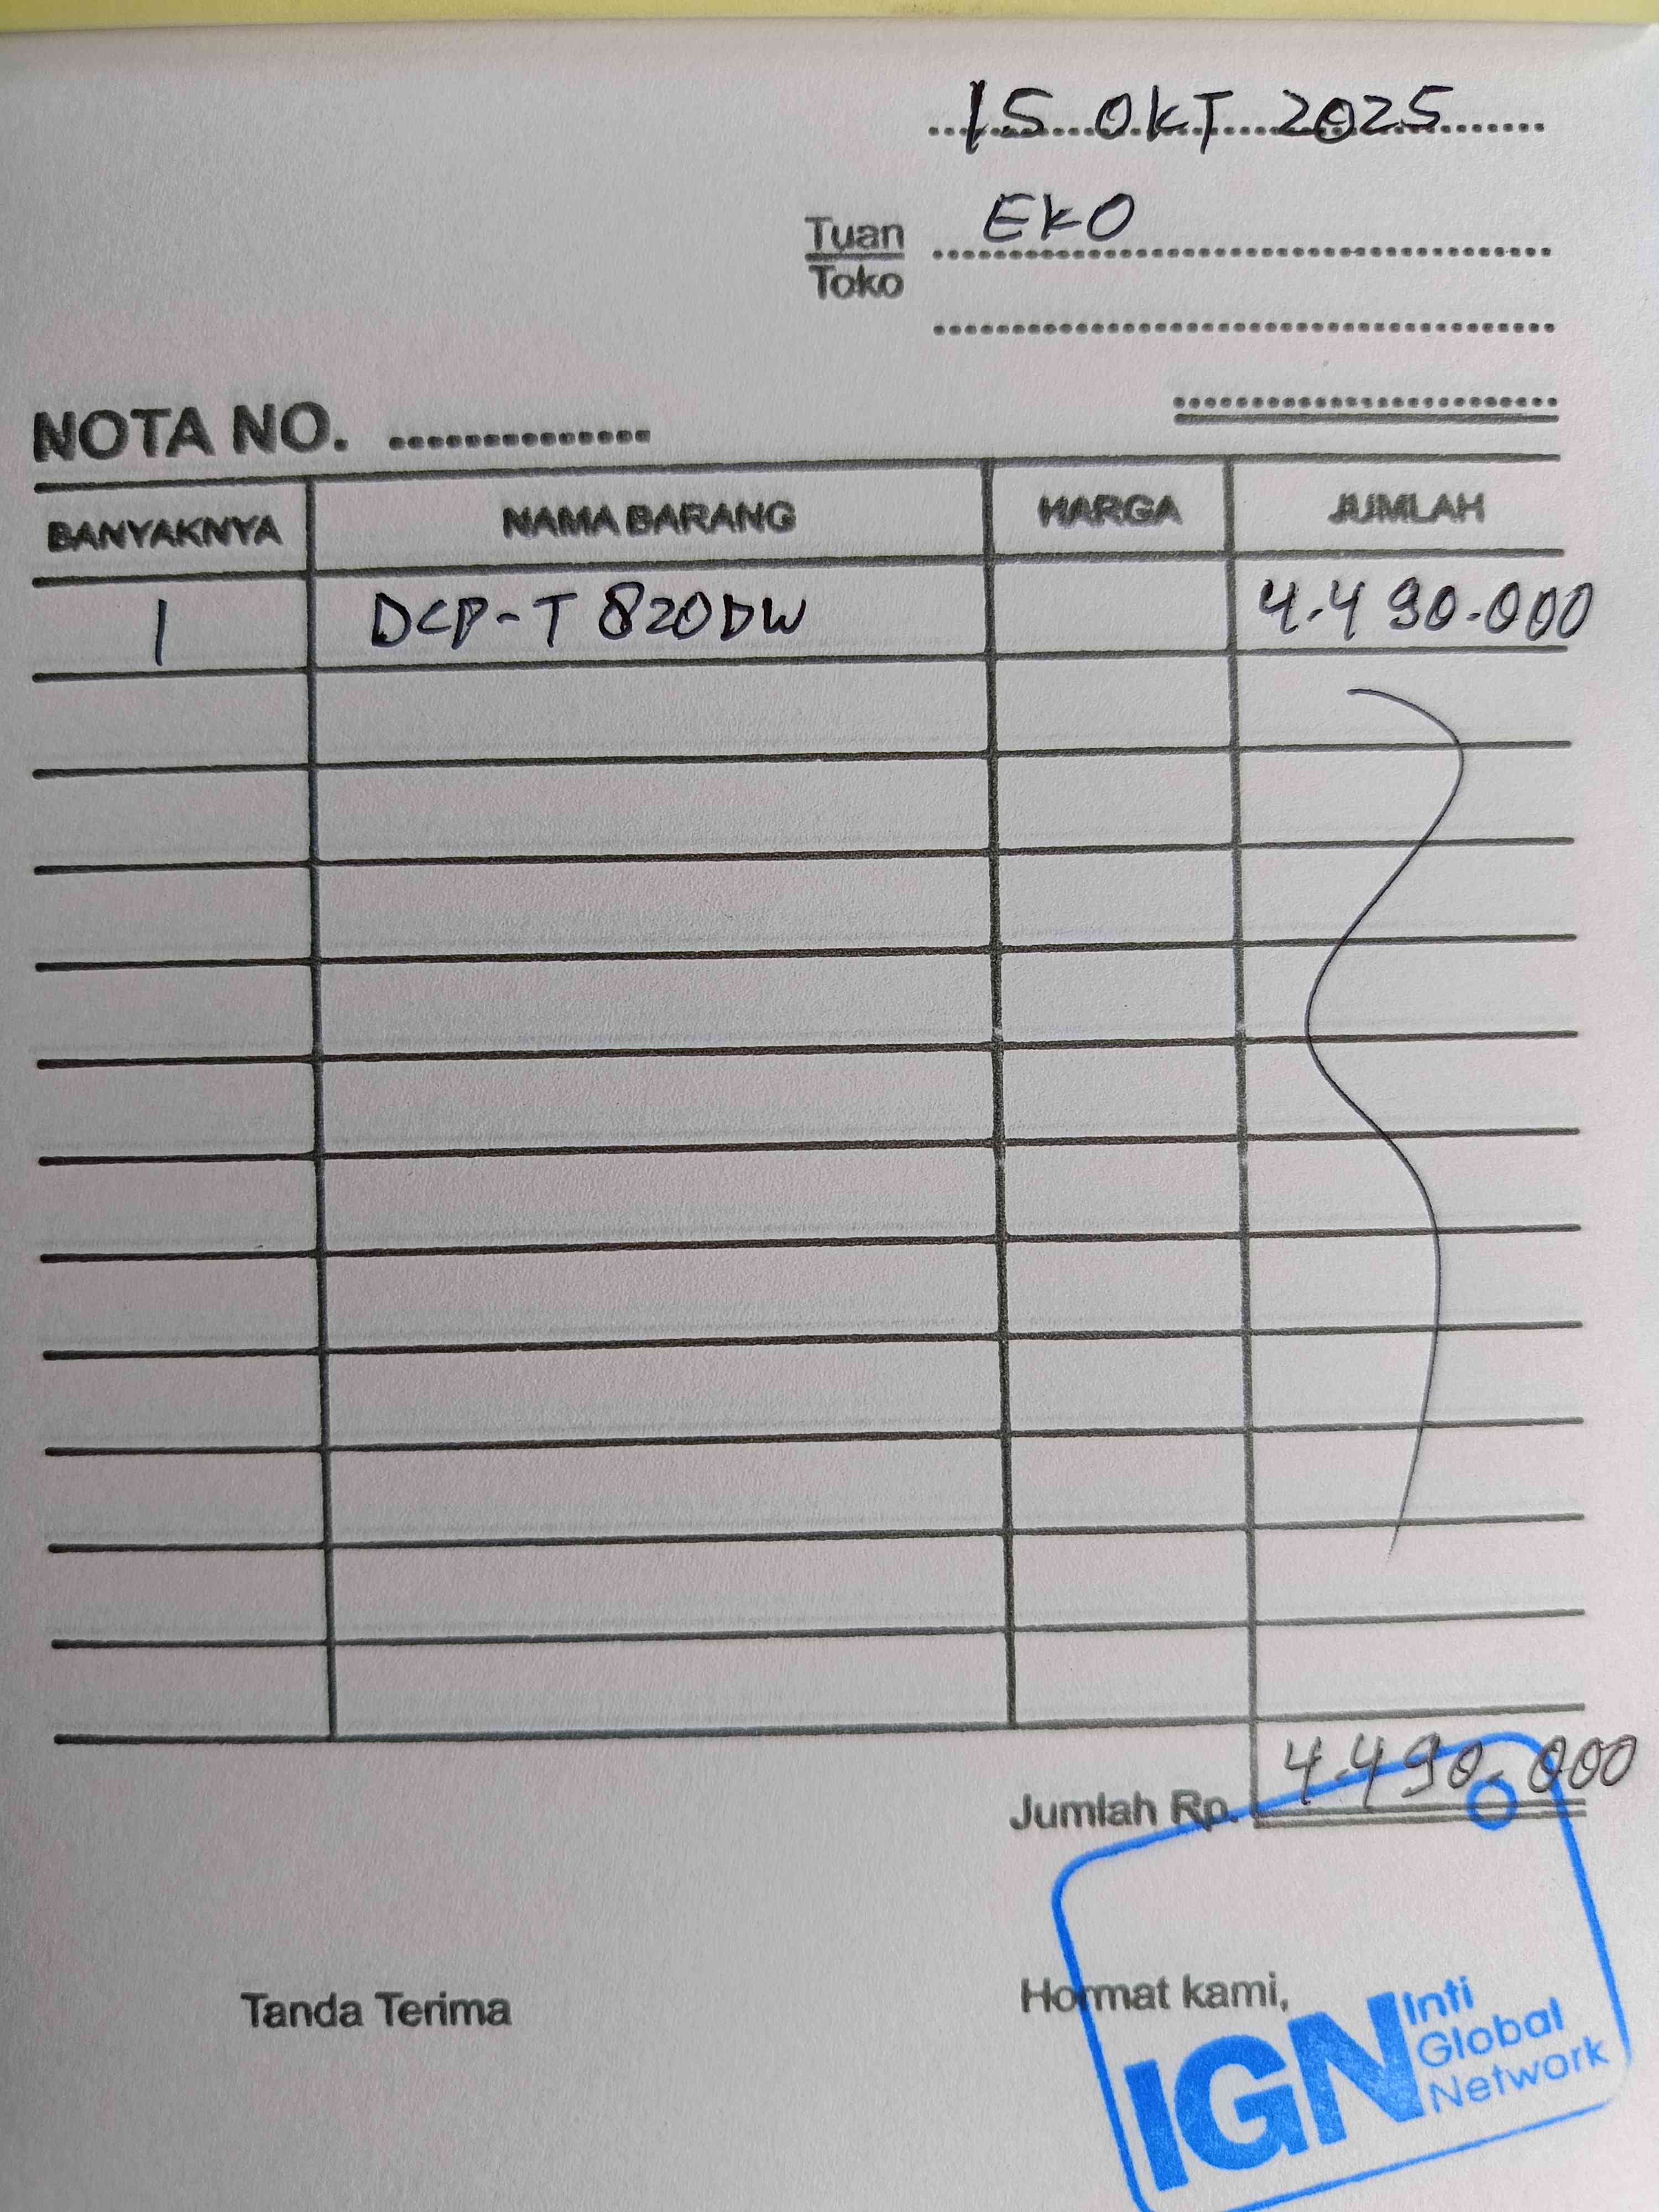 15 OKT 2025
Tuan EKO
Toko
NOTA NO.
BANYAKNYA NAMA BARANG HARGA JUMLAH
1 DCP-T820DW 4.490.000
Jumlah Rp. 4.490.000
Tanda Terima Hormat kami,
IGN Inti
Global
Network